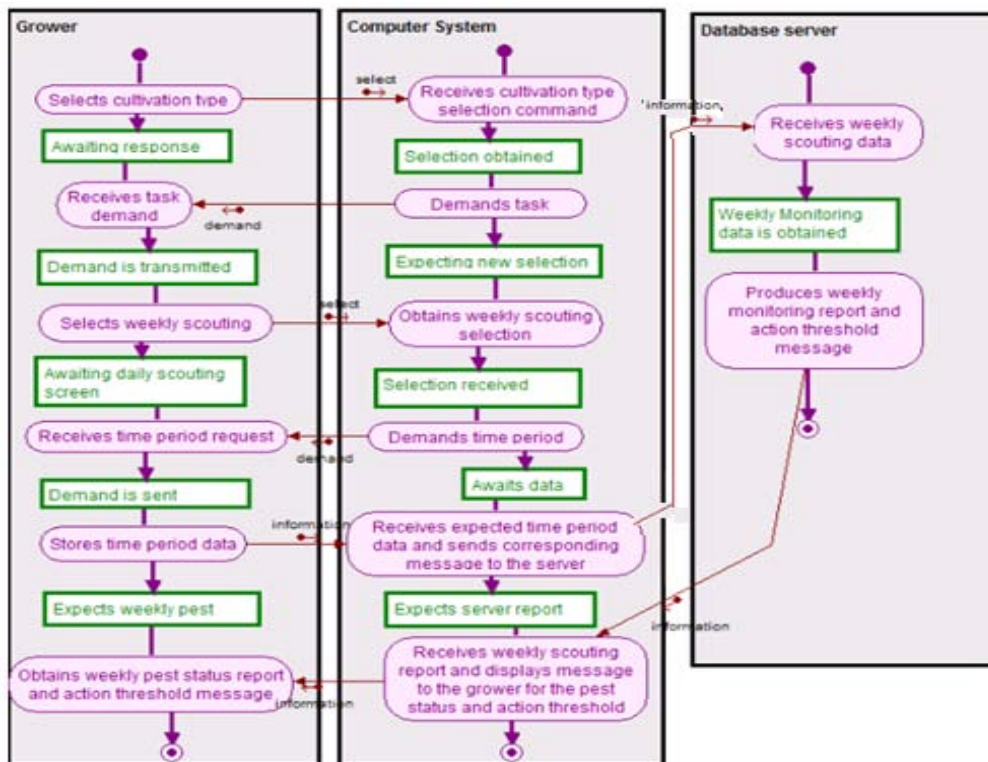 Grower
Selects cultivation type
Awaiting response
Receives task
demand
Demand is transmitted
Selects weekly scouting
Awaiting daily scouting
screen
Receives time period request
Demand is sent
Stores time period data
Expects weekly pest
Obtains weekly pest status report
and action threshold message
select
demand
select
demand
information
information
Computer System
Receives cultivation type
selection command
Selection obtained
Demands task
Expecting new selection
Obtains weekly scouting
selection
Selection received
Demands time period
Awaits data
Receives expected time period
data and sends corresponding
message to the server
Expects server report
Receives weekly scouting
report and displays message
to the grower for the pest
status and action threshold
information
information
Database server
Receives weekly
scouting data
Weekly Monitoring
data is obtained
Produces weekly
monitoring report and
action threshold
message